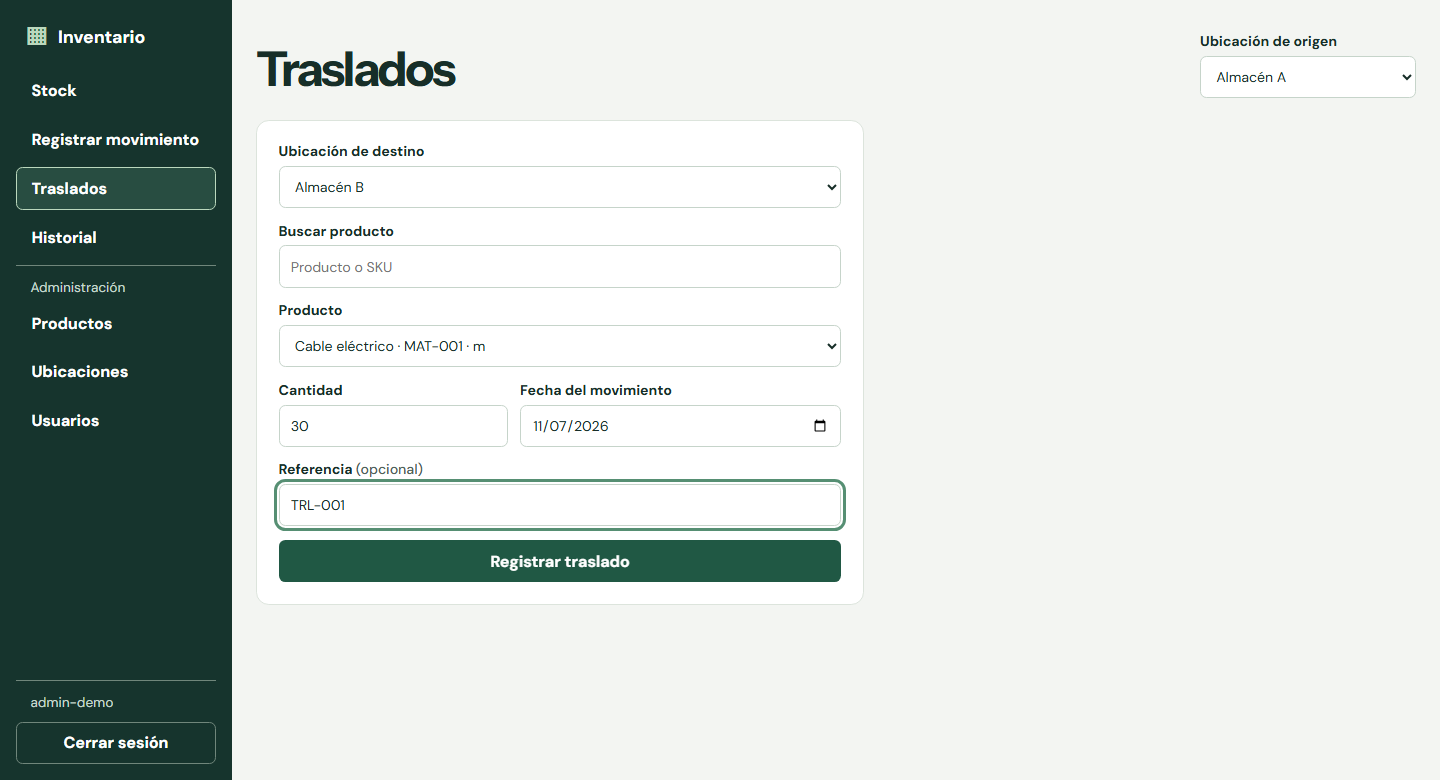 Inventario
Stock
Registrar movimiento
Traslados
Historial
Administración
Productos
Ubicaciones
Usuarios
admin-demo
Cerrar sesión
Traslados
Ubicación de origen
Almacén A
Ubicación de destino
Almacén B
Buscar producto
Producto o SKU
Producto
Cable eléctrico · MAT-001 · m
Cantidad
30
Fecha del movimiento
11/07/2026
Referencia (opcional)
TRL-001
Registrar traslado